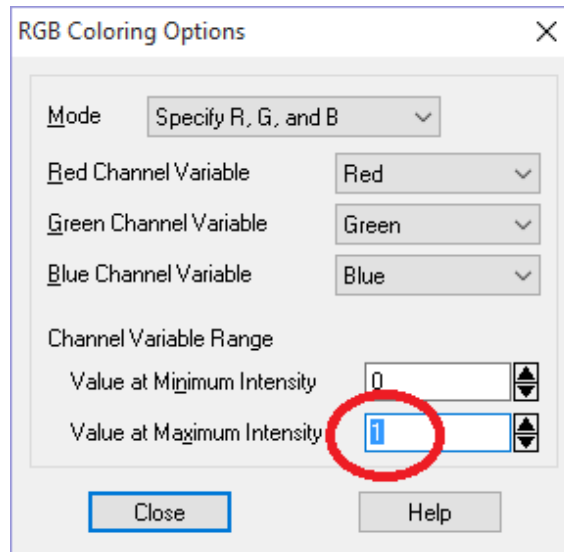 RGB Coloring Options
Mode Specify R, G, and B
Red Channel Variable Red
Green Channel Variable Green
Blue Channel Variable Blue
Channel Variable Range
Value at Minimum Intensity 0
Value at Maximum Intensity 1
Close Help